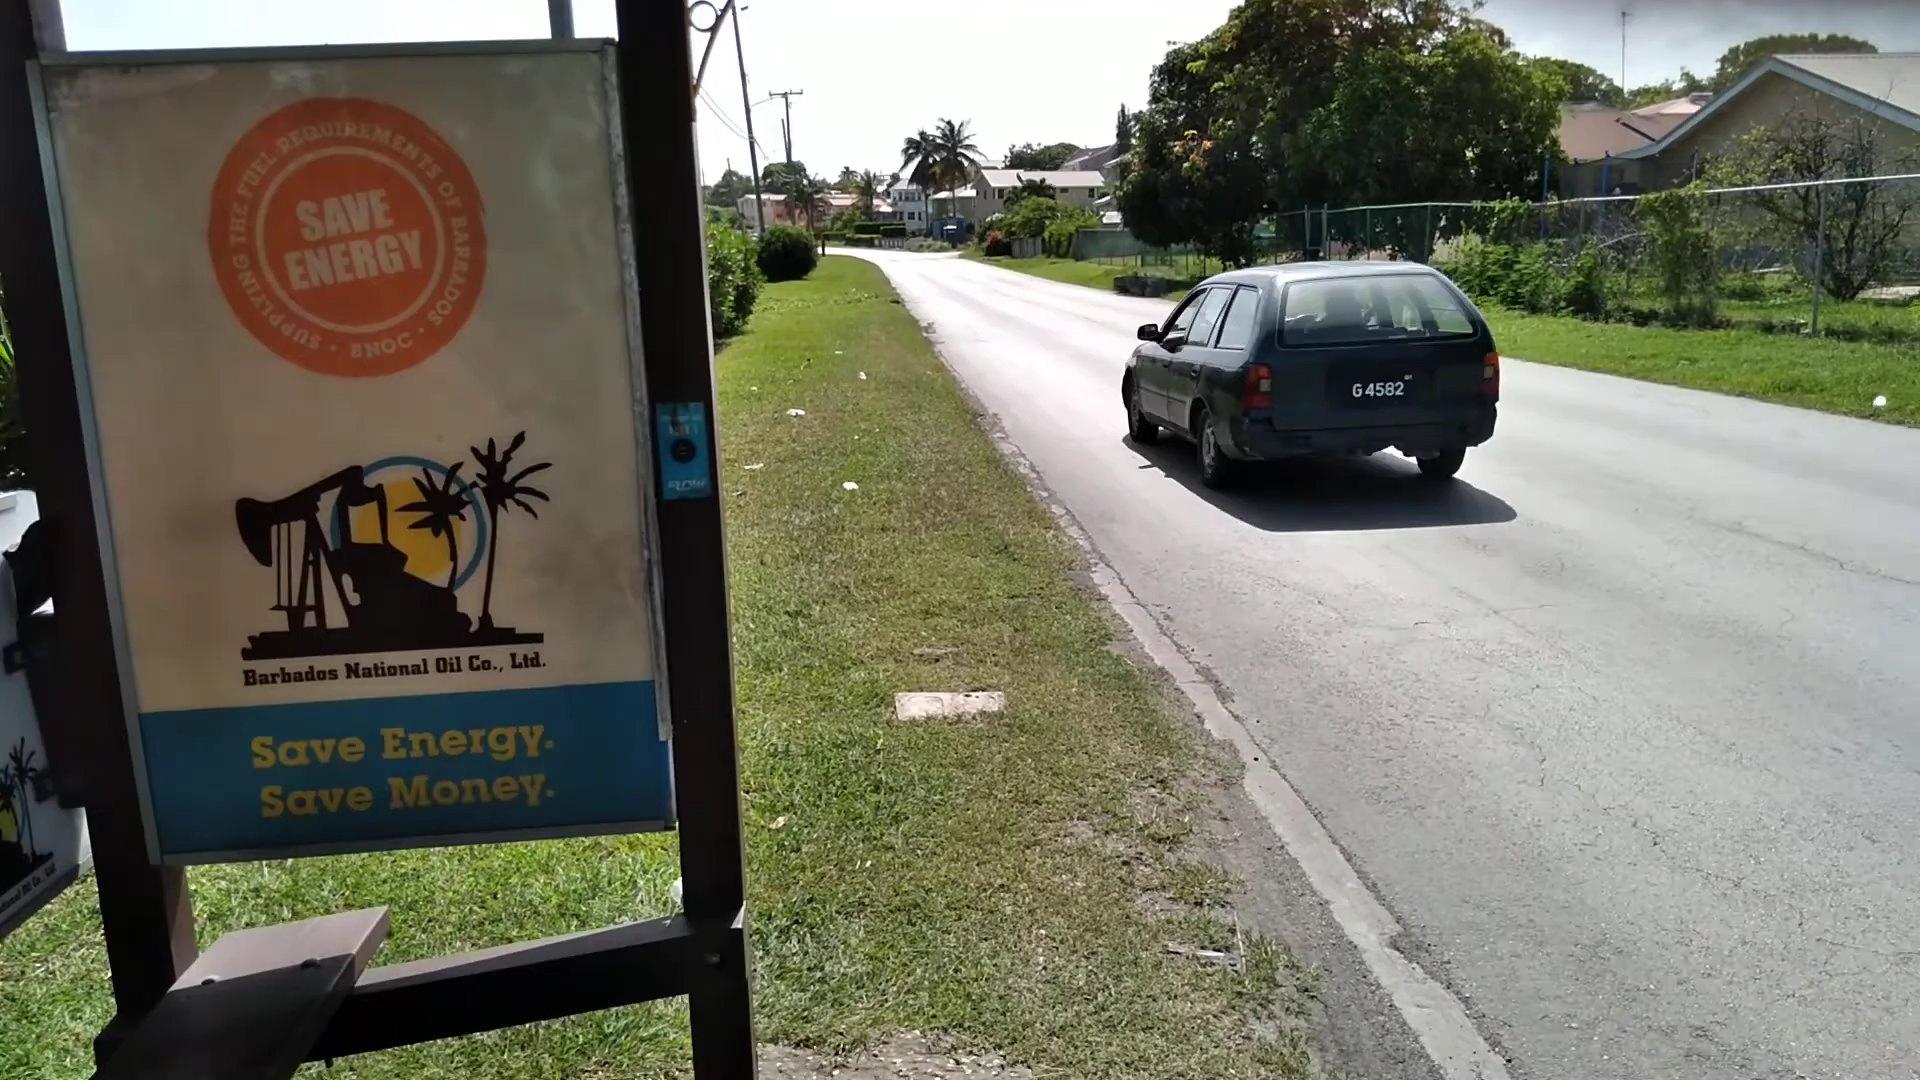 SUPPLYING THE FUEL REQUIREMENTS OF BARBADOS • BNOC •
SAVE
ENERGY
Barbados National Oil Co., Ltd.
Save Energy.
Save Money.
FLOW
G 4582